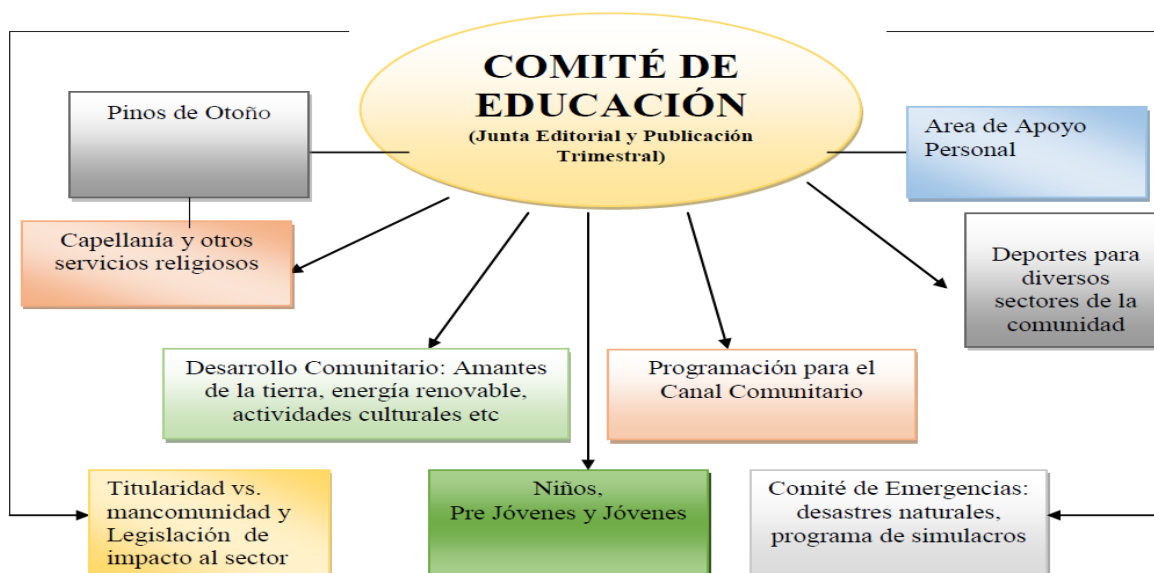 COMITÉ DE
EDUCACIÓN
(Junta Editorial y Publicación
Trimestral)
Pinos de Otoño
Area de Apoyo
Personal
Capellanía y otros
servicios religiosos
Deportes para
diversos
sectores de la
comunidad
Desarrollo Comunitario: Amantes
de la tierra, energía renovable,
actividades culturales etc
Programación para el
Canal Comunitario
Titularidad vs.
mancomunidad y
Legislación de
impacto al sector
Niños,
Pre Jóvenes y Jóvenes
Comité de Emergencias:
desastres naturales,
programa de simulacros